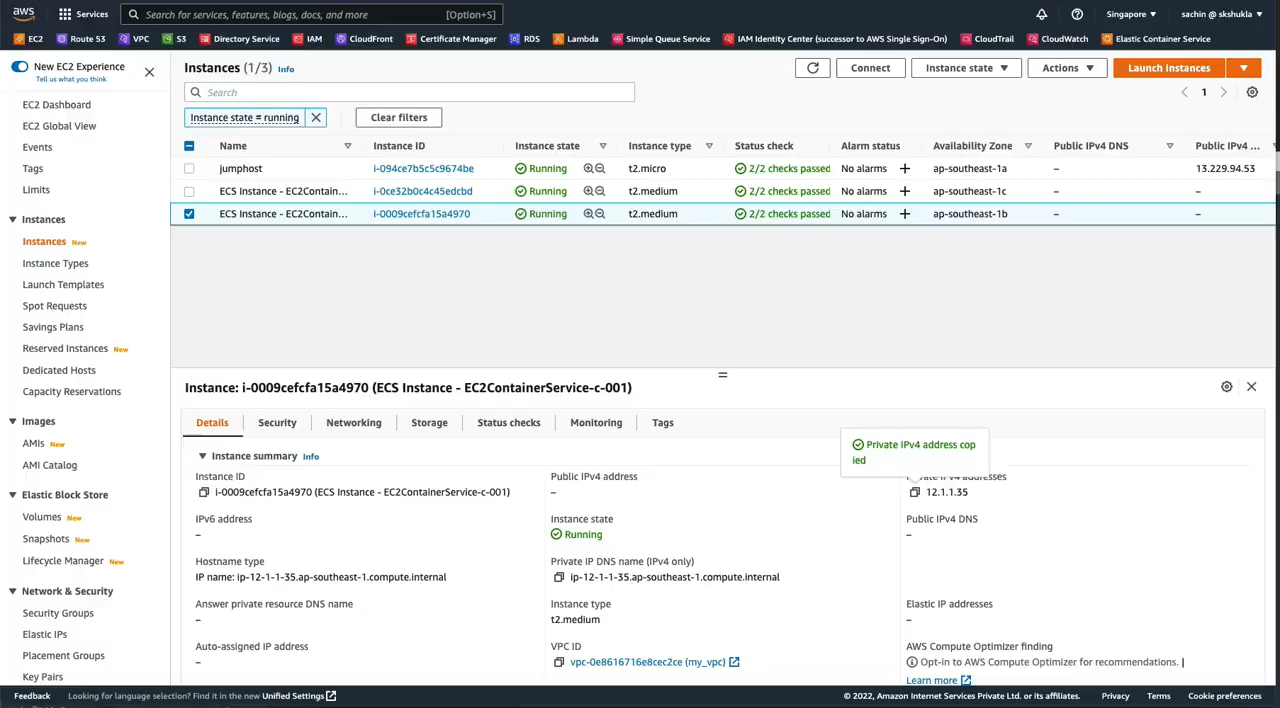 aws Services Search for services, features, blogs, docs, and more [Option+S] Singapore ▼ sachin @ skshukla ▼
EC2 Route 53 VPC S3 Directory Service IAM CloudFront Certificate Manager RDS Lambda Simple Queue Service IAM Identity Center (successor to AWS Single Sign-On) CloudTrail CloudWatch Elastic Container Service
New EC2 Experience
Tell us what you think
EC2 Dashboard
EC2 Global View
Events
Tags
Limits
Instances
Instances New
Instance Types
Launch Templates
Spot Requests
Savings Plans
Reserved Instances New
Dedicated Hosts
Capacity Reservations
Images
AMIs New
AMI Catalog
Elastic Block Store
Volumes New
Snapshots New
Lifecycle Manager New
Network & Security
Security Groups
Elastic IPs
Placement Groups
Key Pairs
Instances (1/3) Info Connect Instance state ▼ Actions ▼ Launch Instances ▼
Search 1
Instance state = running Clear filters
Name Instance ID Instance state Instance type Status check Alarm status Availability Zone Public IPv4 DNS Public IPv4 ...
jumphost i-094ce7b5c5c9674be Running t2.micro 2/2 checks passed No alarms + ap-southeast-1a – 13.229.94.53
ECS Instance - EC2Contain... i-0ce32b0c4c45edcbd Running t2.medium 2/2 checks passed No alarms + ap-southeast-1c – –
ECS Instance - EC2Contain... i-0009cefcfa15a4970 Running t2.medium 2/2 checks passed No alarms + ap-southeast-1b – –
Instance: i-0009cefcfa15a4970 (ECS Instance - EC2ContainerService-c-001)
Details Security Networking Storage Status checks Monitoring Tags
Instance summary Info
Private IPv4 address cop
ied
Instance ID
i-0009cefcfa15a4970 (ECS Instance - EC2ContainerService-c-001)
Public IPv4 address
–
Private IPv4 addresses
12.1.1.35
IPv6 address
–
Instance state
Running
Public IPv4 DNS
–
Hostname type
IP name: ip-12-1-1-35.ap-southeast-1.compute.internal
Private IP DNS name (IPv4 only)
ip-12-1-1-35.ap-southeast-1.compute.internal
Answer private resource DNS name
–
Instance type
t2.medium
Elastic IP addresses
–
Auto-assigned IP address
–
VPC ID
vpc-0e8616716e8cec2ce (my_vpc)
AWS Compute Optimizer finding
Opt-in to AWS Compute Optimizer for recommendations. |
Learn more
Feedback Looking for language selection? Find it in the new Unified Settings © 2022, Amazon Internet Services Private Ltd. or its affiliates. Privacy Terms Cookie preferences